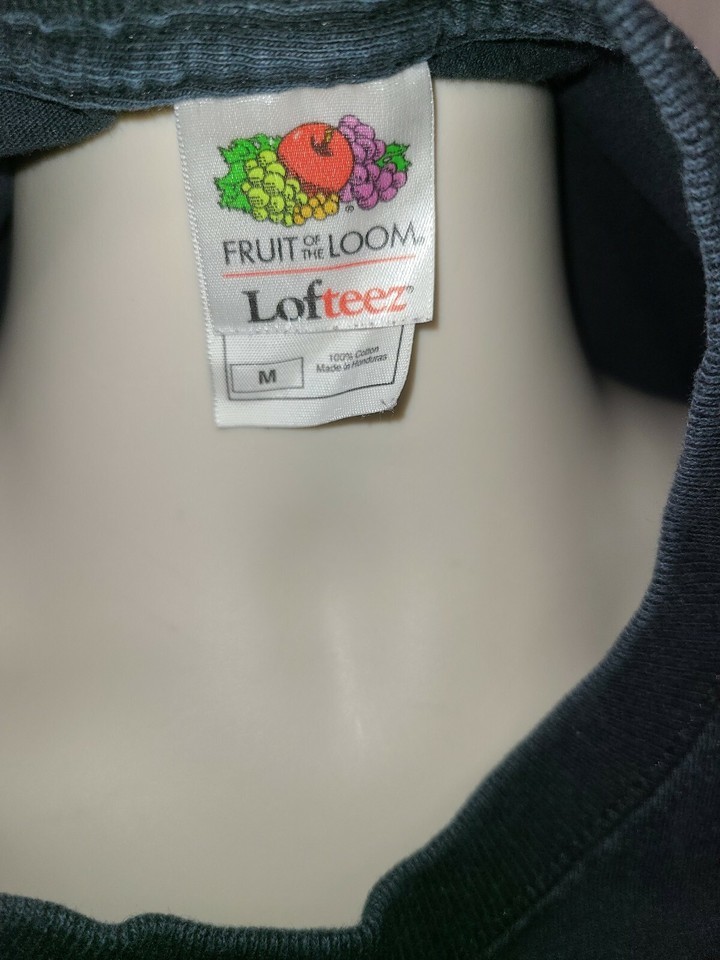 FRUIT OF THE LOOM®
Lofteez®
M
100% Cotton
Made in Honduras